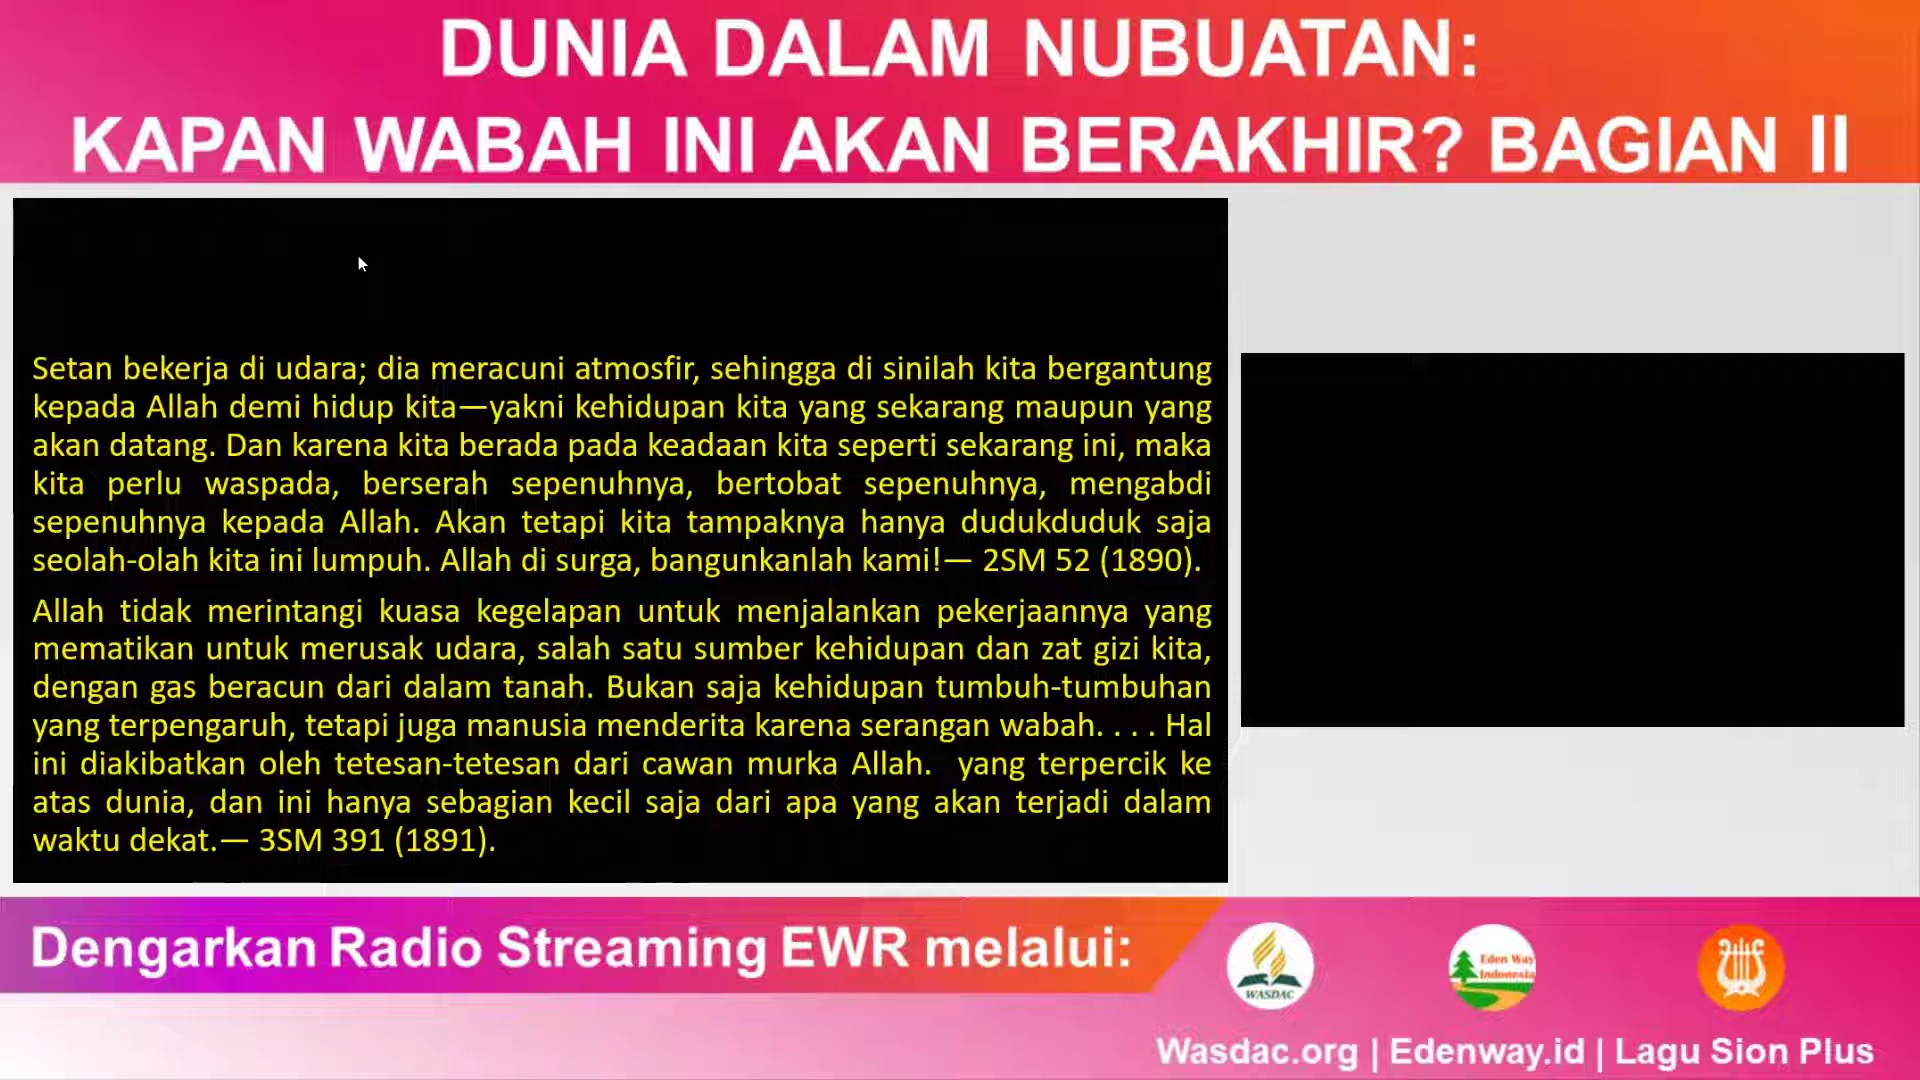 DUNIA DALAM NUBUATAN:
KAPAN WABAH INI AKAN BERAKHIR? BAGIAN II
Setan bekerja di udara; dia meracuni atmosfir, sehingga di sinilah kita bergantung
kepada Allah demi hidup kita—yakni kehidupan kita yang sekarang maupun yang
akan datang. Dan karena kita berada pada keadaan kita seperti sekarang ini, maka
kita perlu waspada, berserah sepenuhnya, bertobat sepenuhnya, mengabdi
sepenuhnya kepada Allah. Akan tetapi kita tampaknya hanya dudukduduk saja
seolah-olah kita ini lumpuh. Allah di surga, bangunkanlah kami!— 2SM 52 (1890).
Allah tidak merintangi kuasa kegelapan untuk menjalankan pekerjaannya yang
mematikan untuk merusak udara, salah satu sumber kehidupan dan zat gizi kita,
dengan gas beracun dari dalam tanah. Bukan saja kehidupan tumbuh-tumbuhan
yang terpengaruh, tetapi juga manusia menderita karena serangan wabah. . . . Hal
ini diakibatkan oleh tetesan-tetesan dari cawan murka Allah. yang terpercik ke
atas dunia, dan ini hanya sebagian kecil saja dari apa yang akan terjadi dalam
waktu dekat.— 3SM 391 (1891).
Dengarkan Radio Streaming EWR melalui:
WASDAC
Eden Way
Indonesia
Wasdac.org | Edenway.id | Lagu Sion Plus